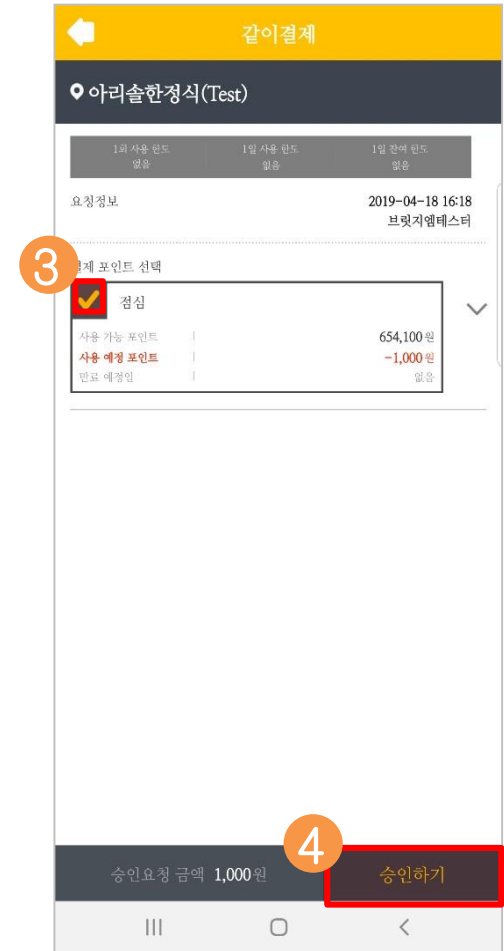 같이결제
아리솔한정식(Test)
1회 사용 한도 1일 사용 한도 1일 잔여 한도
없음 없음 없음
요청정보 2019-04-18 16:18
브릿지엠테스터
3
결제 포인트 선택
점심
사용 가능 포인트 654,100원
사용 예정 포인트 -1,000원
만료 예정일 없음
4
승인요청 금액 1,000원 승인하기